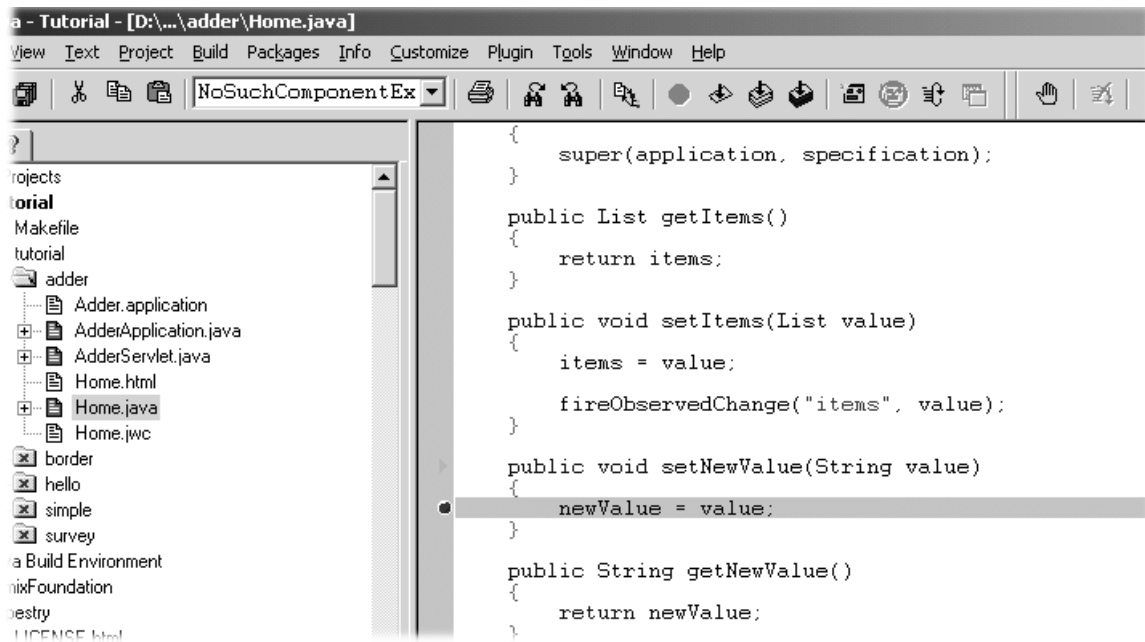 a - Tutorial - [D:\...\adder\Home.java]
View Text Project Build Packages Info Customize Plugin Tools Window Help
NoSuchComponentEx
{
super(application, specification);
}
public List getItems()
{
return items;
}
public void setItems(List value)
{
items = value;
fireObservedChange("items", value);
}
public void setNewValue(String value)
{
newValue = value;
}
public String getNewValue()
{
return newValue;
}
?
rojects
torial
Makefile
tutorial
adder
Adder.application
AdderApplication.java
AdderServlet.java
Home.html
Home.java
Home.jwc
border
hello
simple
survey
a Build Environment
nixFoundation
pestry
LICENSE.html